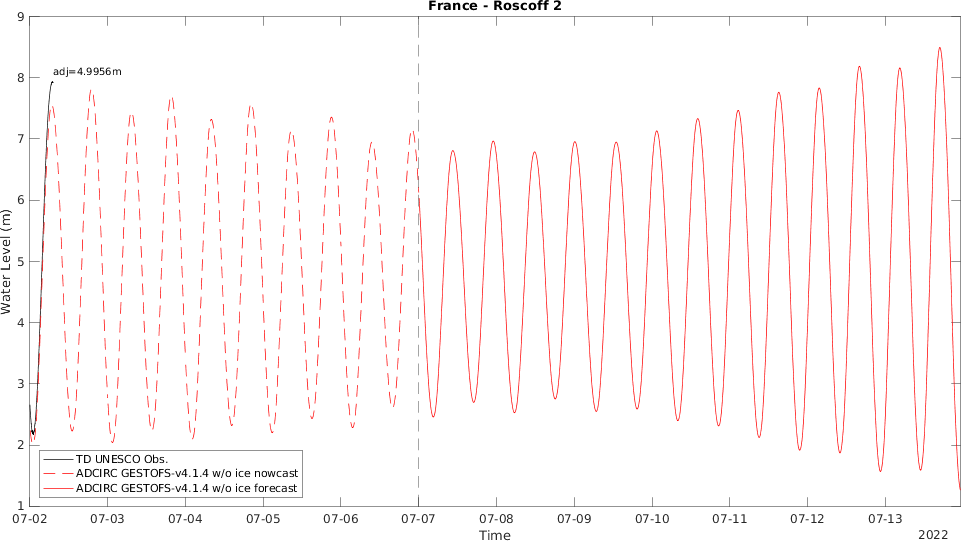 France - Roscoff 2
9
8
7
6
5
4
3
2
1
Water Level (m)
adj=4.9956m
TD UNESCO Obs.
ADCIRC GESTOFS-v4.1.4 w/o ice nowcast
ADCIRC GESTOFS-v4.1.4 w/o ice forecast
07-02 07-03 07-04 07-05 07-06 07-07 07-08 07-09 07-10 07-11 07-12 07-13
Time
2022